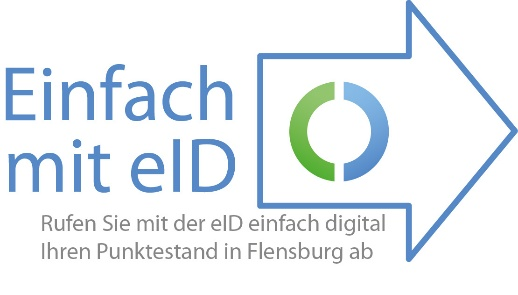 Einfach
mit eID
Rufen Sie mit der eID einfach digital
Ihren Punktestand in Flensburg ab